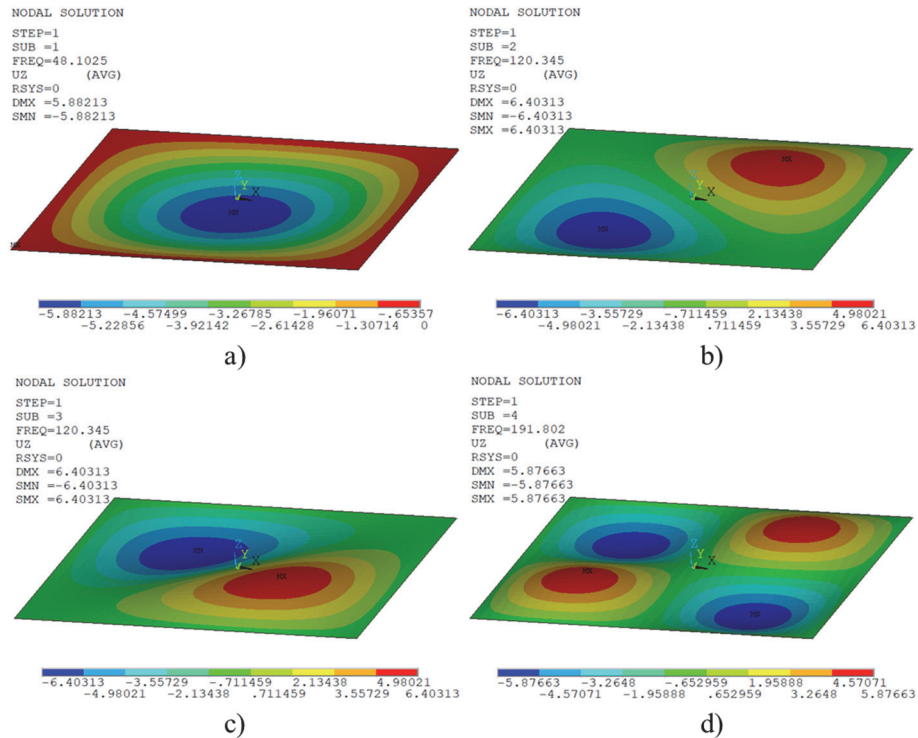 NODAL SOLUTION
STEP=1
SUB =1
FREQ=48.1025
UZ (AVG)
RSYS=0
DMX =5.88213
SMN =-5.88213
Z
Y
X
MN
MX
-5.88213 -4.57499 -3.26785 -1.96071 -.65357
-5.22856 -3.92142 -2.61428 -1.30714 0
a)
NODAL SOLUTION
STEP=1
SUB =2
FREQ=120.345
UZ (AVG)
RSYS=0
DMX =6.40313
SMN =-6.40313
SMX =6.40313
MX
Z
Y
X
MN
-6.40313 -3.55729 -.711459 2.13438 4.98021
-4.98021 -2.13438 .711459 3.55729 6.40313
b)
NODAL SOLUTION
STEP=1
SUB =3
FREQ=120.345
UZ (AVG)
RSYS=0
DMX =6.40313
SMN =-6.40313
SMX =6.40313
Z
Y
X
MN
MX
-6.40313 -3.55729 -.711459 2.13438 4.98021
-4.98021 -2.13438 .711459 3.55729 6.40313
c)
NODAL SOLUTION
STEP=1
SUB =4
FREQ=191.802
UZ (AVG)
RSYS=0
DMX =5.87663
SMN =-5.87663
SMX =5.87663
Z
Y
X
MX
MN
-5.87663 -3.2648 -.652959 1.95888 4.57071
-4.57071 -1.95888 .652959 3.2648 5.87663
d)